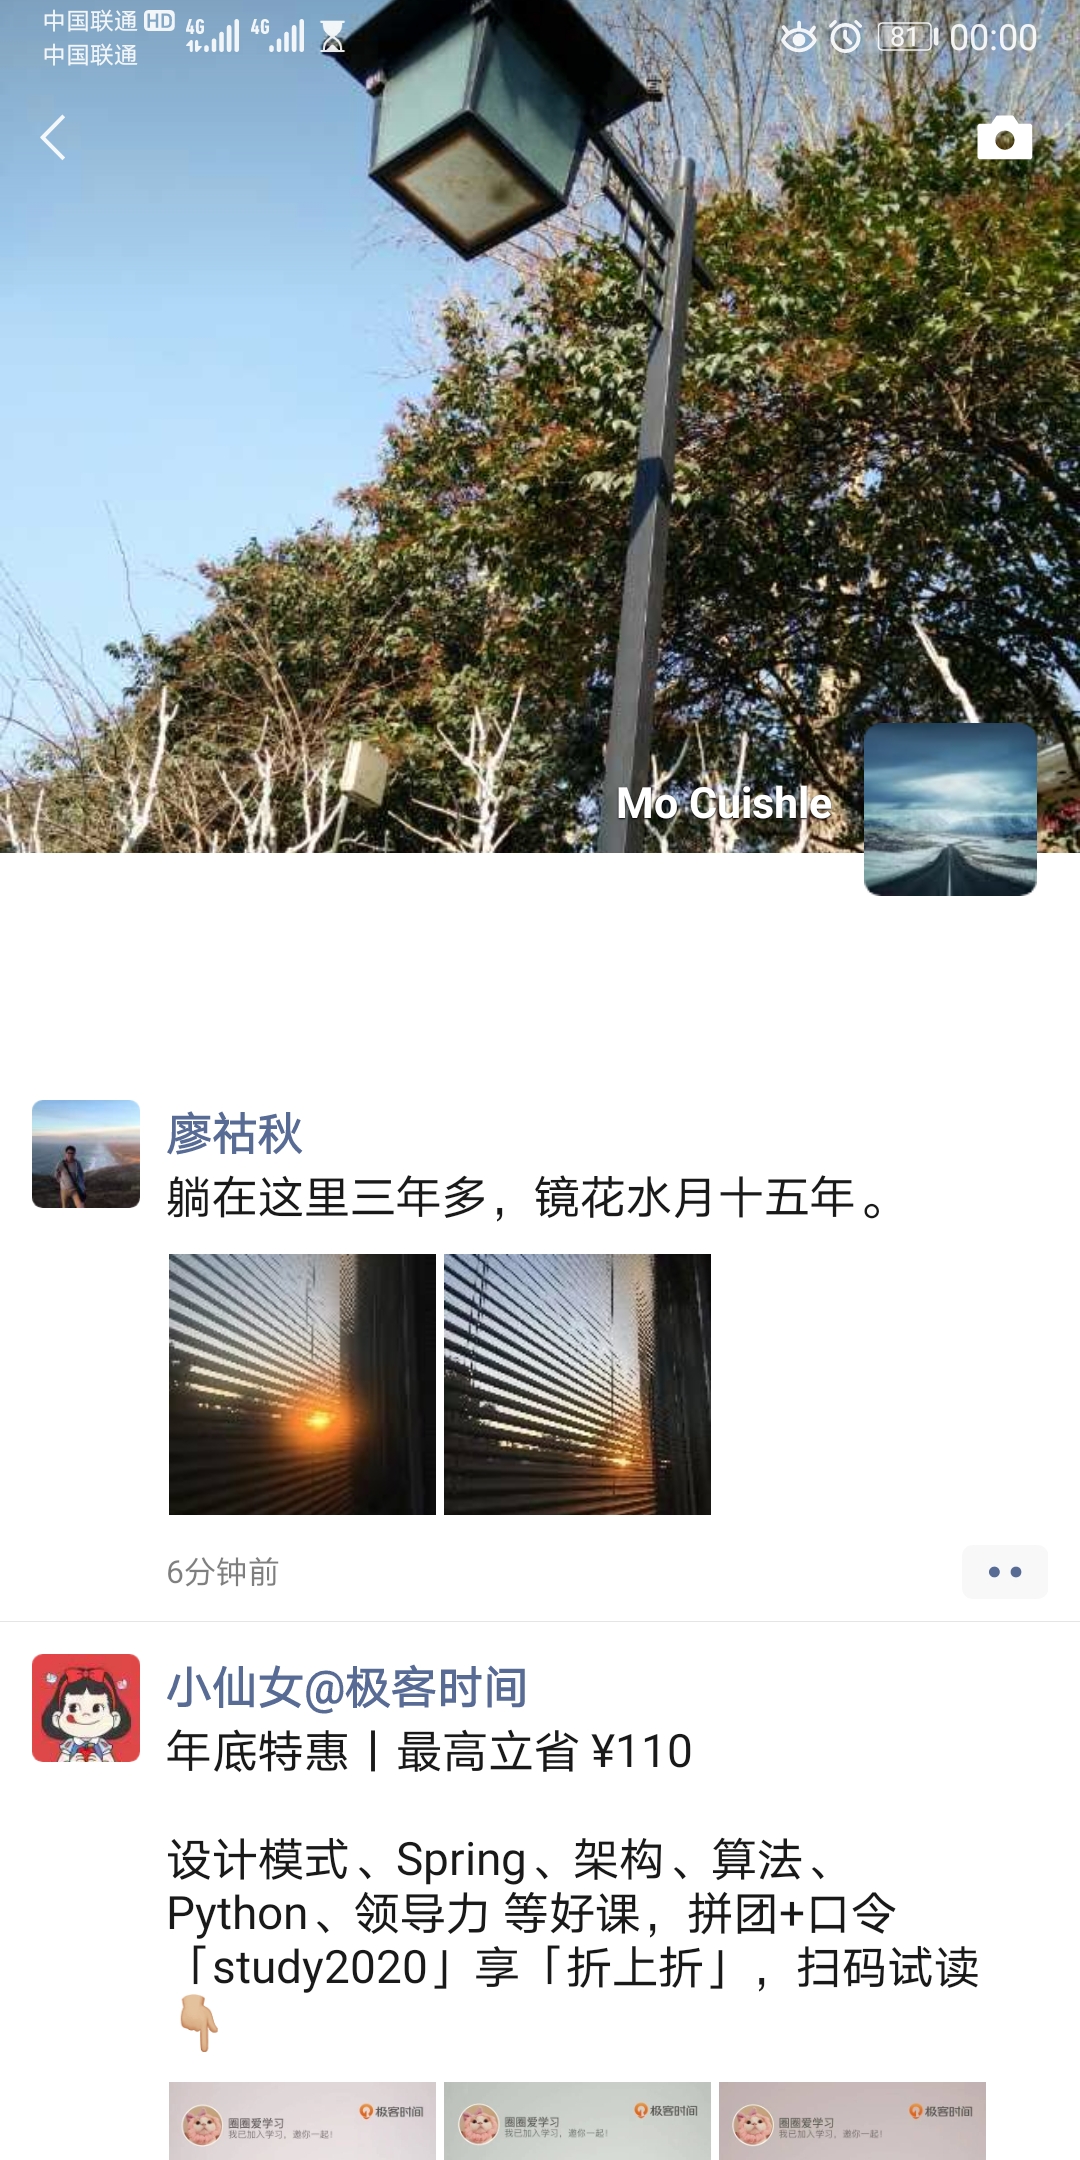 中国联通 HD 4G 4G 81 00:00
中国联通
Mo Cuishle
廖祜秋
躺在这里三年多，镜花水月十五年。
6分钟前
小仙女@极客时间
年底特惠丨最高立省 ¥110
设计模式、Spring、架构、算法、
Python、领导力 等好课，拼团+口令
「study2020」享「折上折」，扫码试读
圈圈爱学习 极客时间
我已加入学习，邀你一起！
圈圈爱学习 极客时间
我已加入学习，邀你一起！
圈圈爱学习 极客时间
我已加入学习，邀你一起！